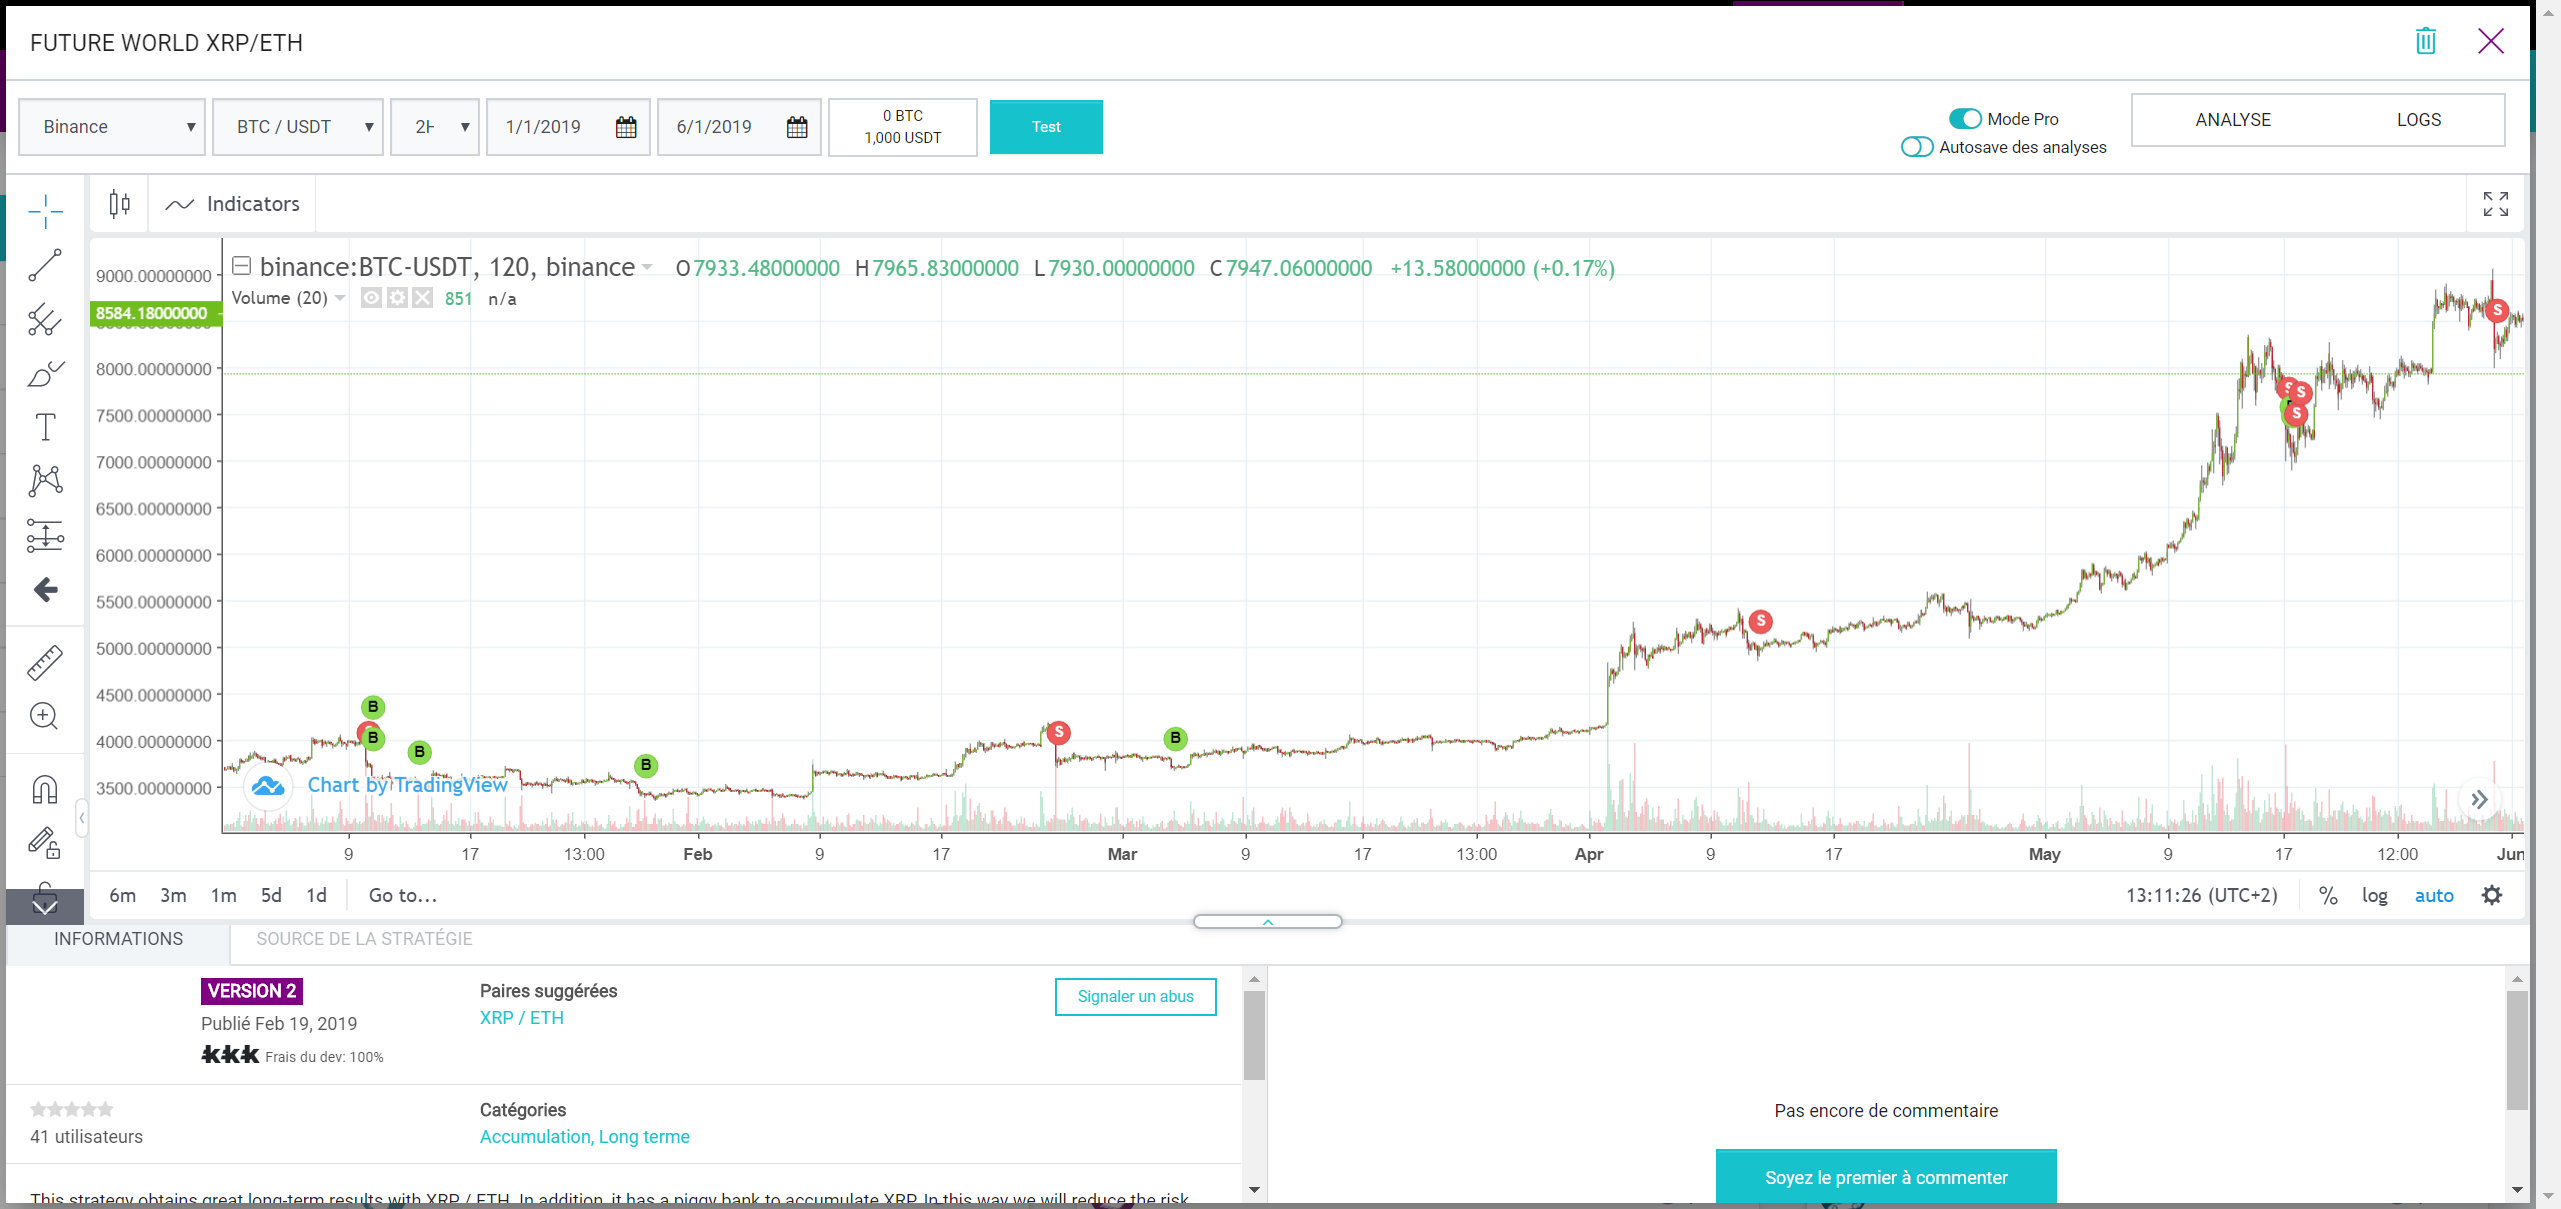 FUTURE WORLD XRP/ETH
Binance
BTC / USDT
1/1/2019
6/1/2019
0 BTC
1,000 USDT
Test
Mode Pro
Autosave des analyses
ANALYSE
LOGS
Indicators
binance:BTC-USDT, 120, binance O7933.48000000 H7965.83000000 L7930.00000000 C7947.06000000 +13.58000000 (+0.17%)
Volume (20) 851 n/a
9000.00000000
8584.18000000
8000.00000000
7500.00000000
7000.00000000
6500.00000000
6000.00000000
5500.00000000
5000.00000000
4500.00000000
4000.00000000
3500.00000000
S
S
S
S
S
B
B
B
B
S
B
Chart by TradingView
9 17 13:00 Feb 9 17 Mar 9 17 13:00 Apr 9 17 May 9 17 12:00 Jun
6m 3m 1m 5d 1d Go to...
13:11:26 (UTC+2) % log auto
INFORMATIONS
SOURCE DE LA STRATÉGIE
VERSION 2
Publié Feb 19, 2019
Frais du dev: 100%
Paires suggérées
XRP / ETH
Signaler un abus
41 utilisateurs
Catégories
Accumulation, Long terme
This strategy obtains great long-term results with XRP / ETH. In addition, it has a piggy bank to accumulate XRP. In this way we will reduce the risk
Pas encore de commentaire
Soyez le premier à commenter